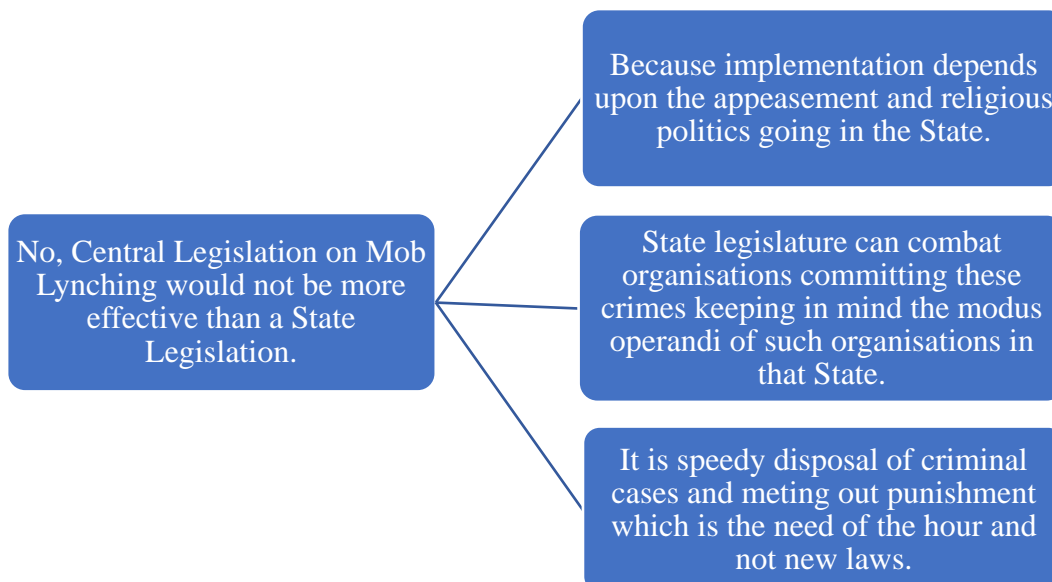 No, Central Legislation on Mob
Lynching would not be more
effective than a State
Legislation.
Because implementation depends
upon the appeasement and religious
politics going in the State.
State legislature can combat
organisations committing these
crimes keeping in mind the modus
operandi of such organisations in
that State.
It is speedy disposal of criminal
cases and meting out punishment
which is the need of the hour and
not new laws.